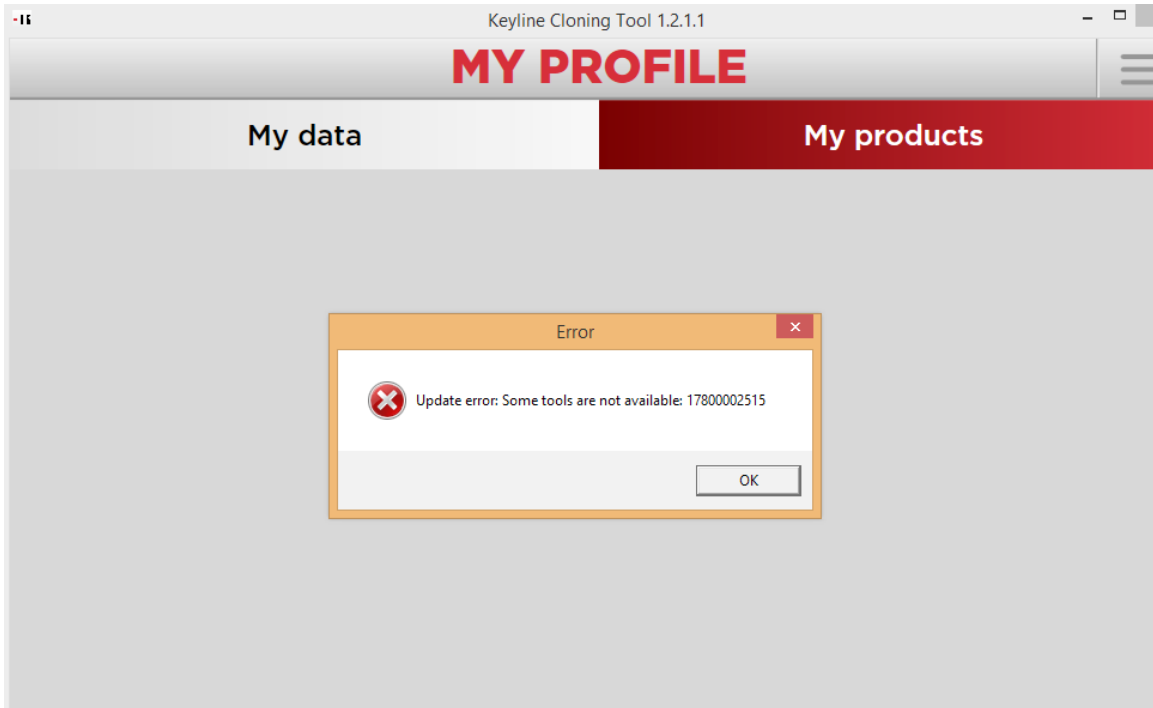 Keyline Cloning Tool 1.2.1.1
MY PROFILE
My data
My products
Error
Update error: Some tools are not available: 17800002515
OK